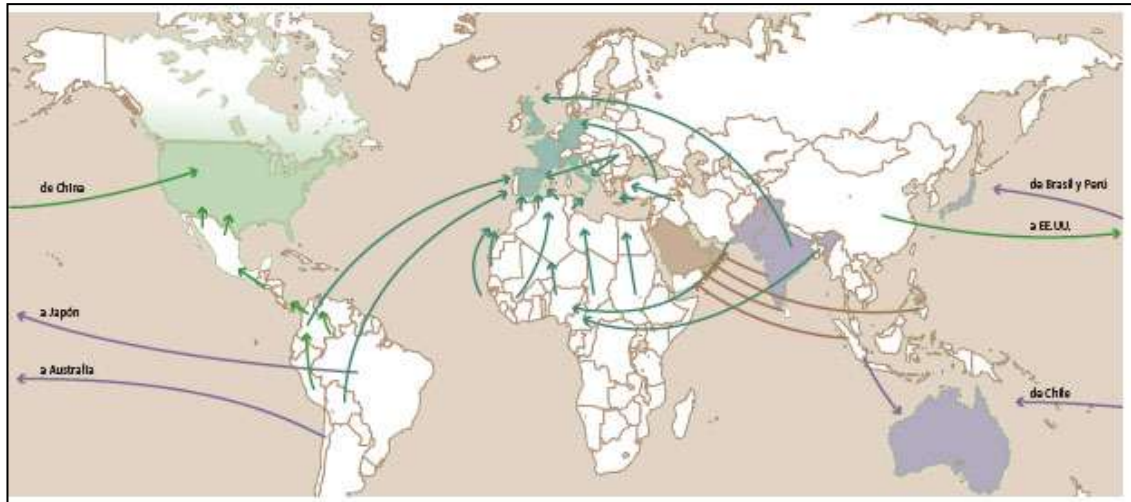 de China
de Brasil y Perú
a EE.UU.
a Japón
a Australia
de Chile